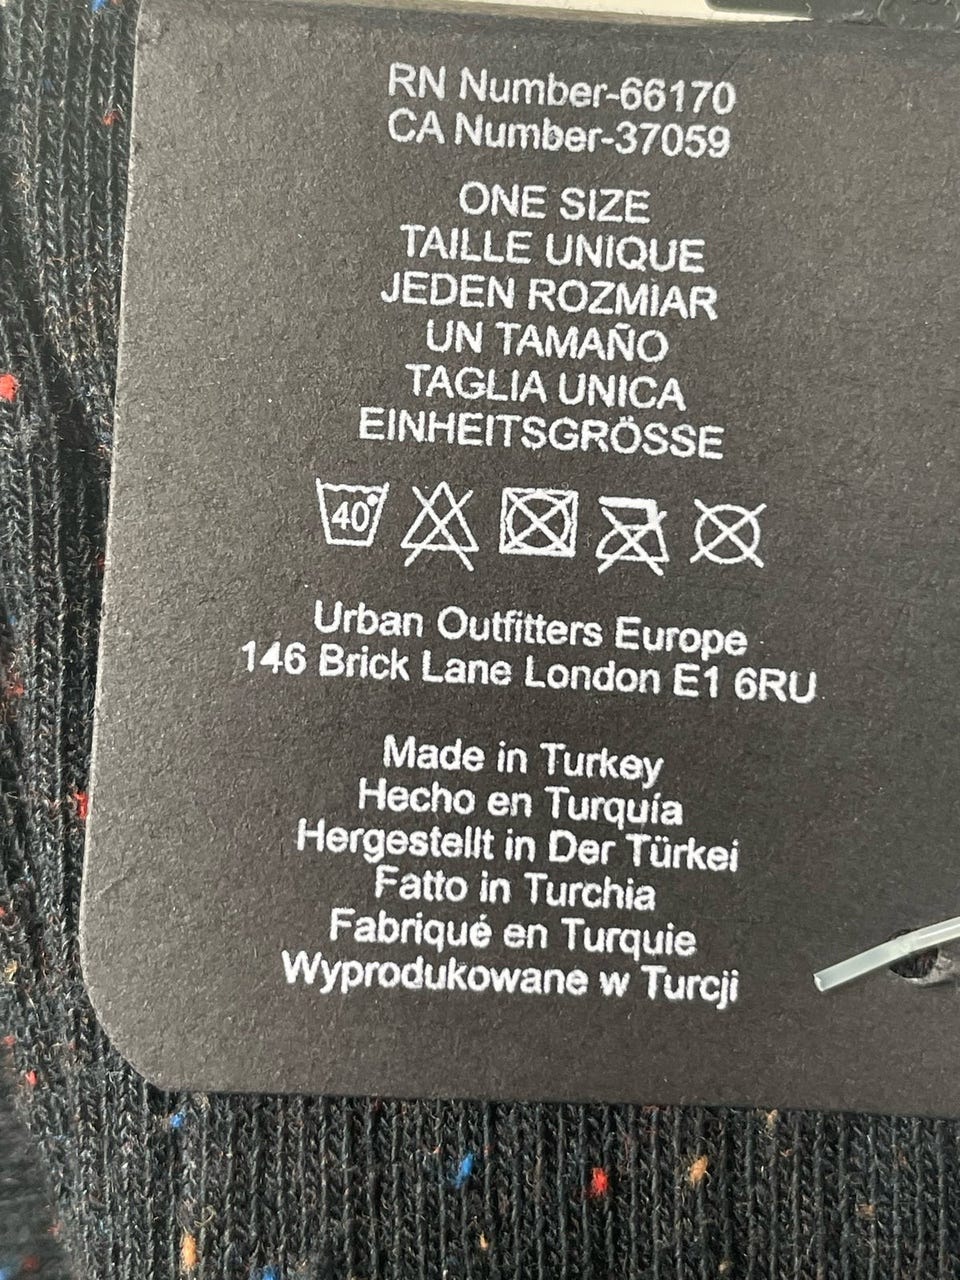 RN Number-66170
CA Number-37059
ONE SIZE
TAILLE UNIQUE
JEDEN ROZMIAR
UN TAMAÑO
TAGLIA UNICA
EINHEITSGRÖSSE
40°
Urban Outfitters Europe
146 Brick Lane London E1 6RU
Made in Turkey
Hecho en Turquía
Hergestellt in Der Türkei
Fatto in Turchia
Fabriqué en Turquie
Wyprodukowane w Turcji